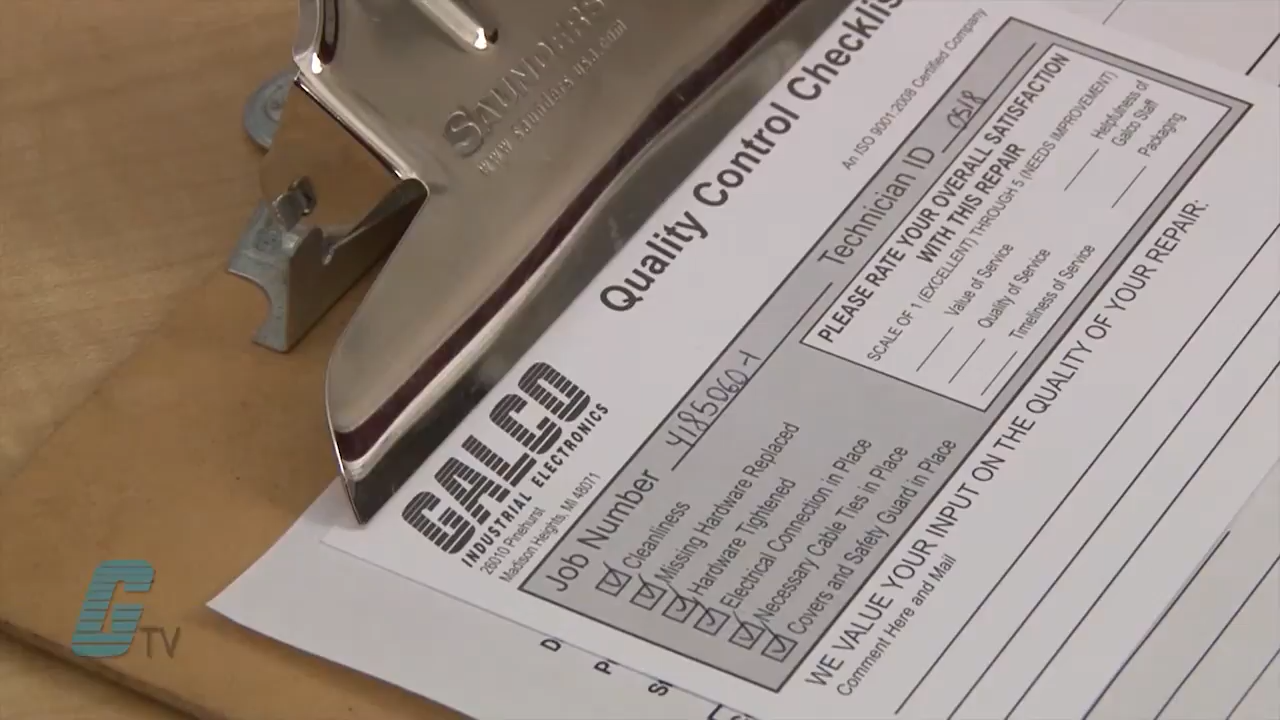 SAUNDERS
www.saunders-usa.com
Quality Control Checklist
An ISO 9001:2008 Certified Company
GALCO
INDUSTRIAL ELECTRONICS
26010 Pinehurst
Madison Heights, MI 48071
Job Number 4185060-1 Technician ID 0518
Cleanliness
Missing Hardware Replaced
Hardware Tightened
Electrical Connection in Place
Necessary Cable Ties in Place
Covers and Safety Guard in Place
PLEASE RATE YOUR OVERALL SATISFACTION
WITH THIS REPAIR
SCALE OF 1 (EXCELLENT) THROUGH 5 (NEEDS IMPROVEMENT)
Value of Service
Quality of Service
Timeliness of Service
Helpfulness of
Galco Staff
Packaging
WE VALUE YOUR INPUT ON THE QUALITY OF YOUR REPAIR:
Comment Here and Mail
G TV